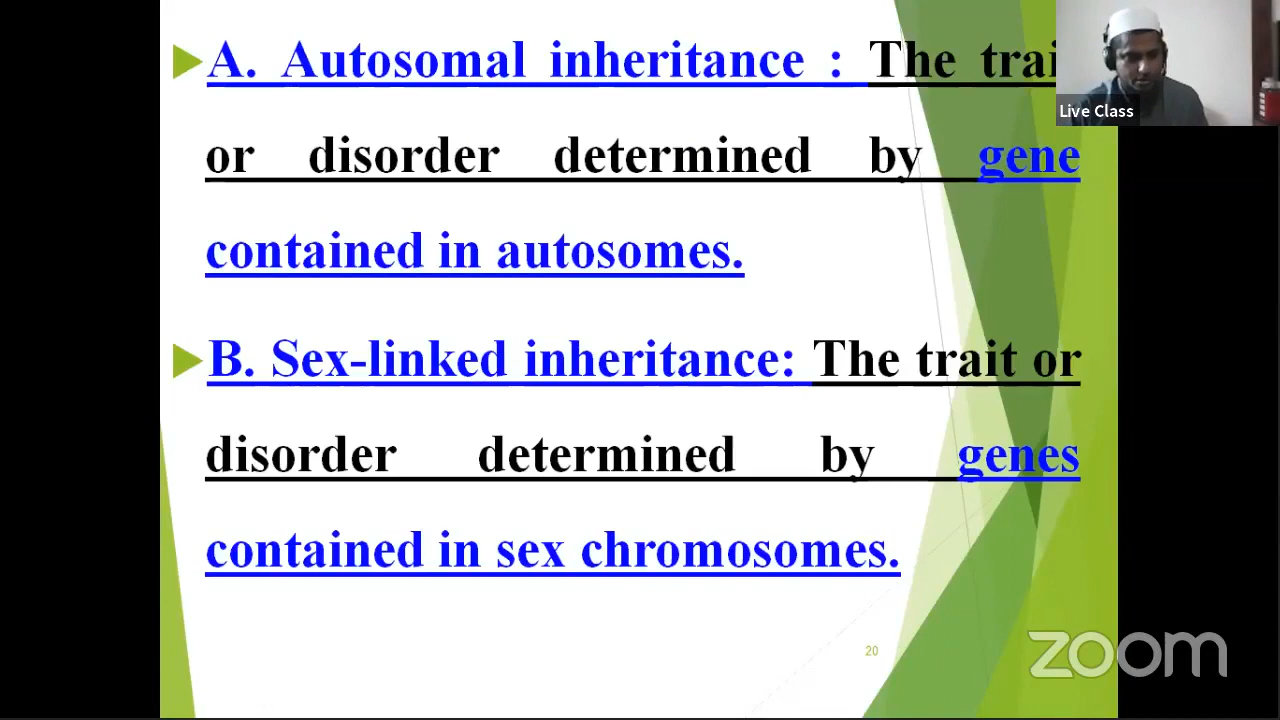 A. Autosomal inheritance : The trai
Live Class
or disorder determined by gene
contained in autosomes.
B. Sex-linked inheritance: The trait or
disorder determined by genes
contained in sex chromosomes.
20
zoom